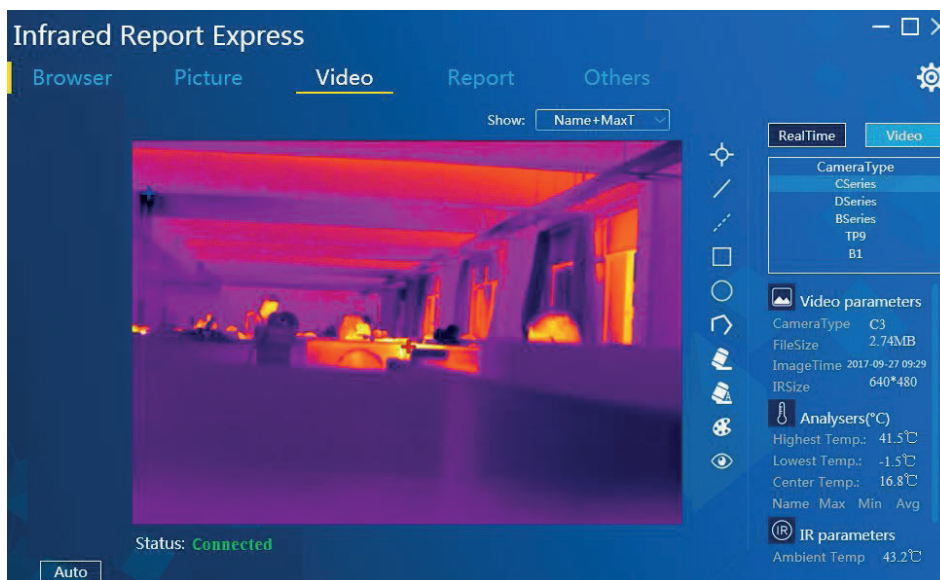 Infrared Report Express
Browser Picture Video Report Others
Show: Name+MaxT
RealTime Video
CameraType
CSeries
DSeries
BSeries
TP9
B1
Video parameters
CameraType C3
FileSize 2.74MB
ImageTime 2017-09-27 09:29
IRSize 640*480
Analysers(°C)
Highest Temp.: 41.5℃
Lowest Temp.: -1.5℃
Center Temp.: 16.8℃
Name Max Min Avg
IR IR parameters
Ambient Temp 43.2℃
Status: Connected
Auto